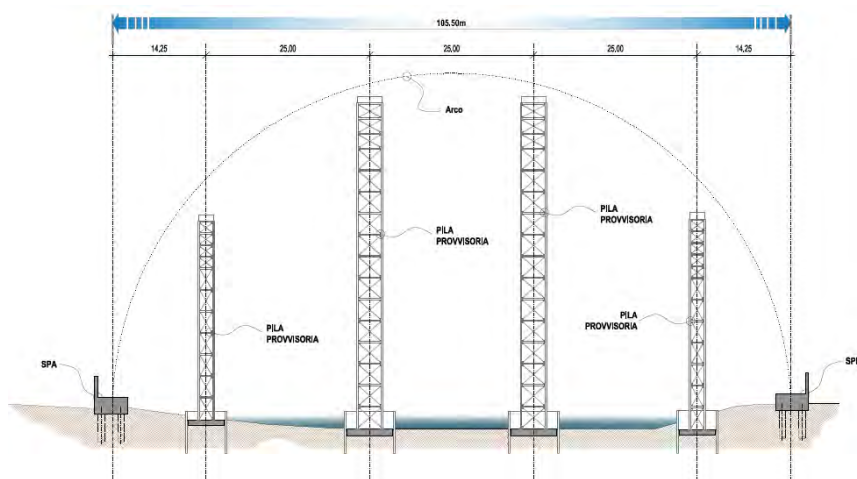 105.50m
14,25
25,00
25,00
25,00
14,25
Arco
PILA
PROVVISORIA
PILA
PROVVISORIA
PILA
PROVVISORIA
PILA
PROVVISORIA
SPA